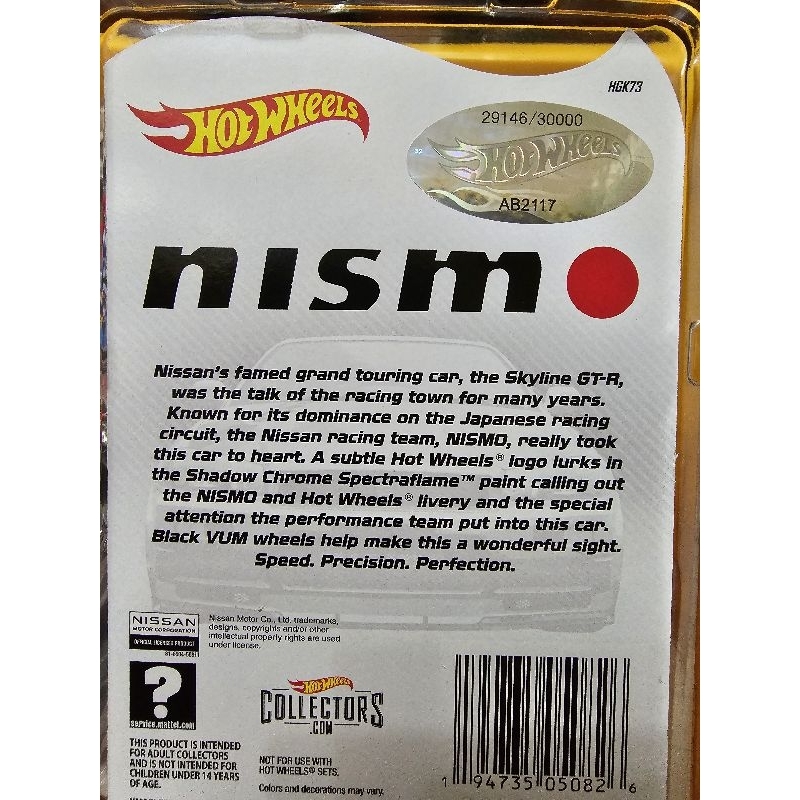 HGK73
HOT WHEELS
29146/30000
HOT WHEELS
AB2117
nismo
Nissan's famed grand touring car, the Skyline GT-R,
was the talk of the racing town for many years.
Known for its dominance on the Japanese racing
circuit, the Nissan racing team, NISMO, really took
this car to heart. A subtle Hot Wheels® logo lurks in
the Shadow Chrome Spectraflame™ paint calling out
the NISMO and Hot Wheels® livery and the special
attention the performance team put into this car.
Black VUM wheels help make this a wonderful sight.
Speed. Precision. Perfection.
NISSAN
MOTOR CORPORATION
OFFICIAL LICENSED PRODUCT
Nissan Motor Co., Ltd. trademarks,
designs, copyrights and/or other
intellectual property rights are used
under license.
?
service.mattel.com
HOT WHEELS
COLLECTORS
.COM
THIS PRODUCT IS INTENDED
FOR ADULT COLLECTORS
AND IS NOT INTENDED FOR
CHILDREN UNDER 14 YEARS
OF AGE.
NOT FOR USE WITH
HOT WHEELS® SETS.
Colors and decorations may vary.
1 94735 05082 6